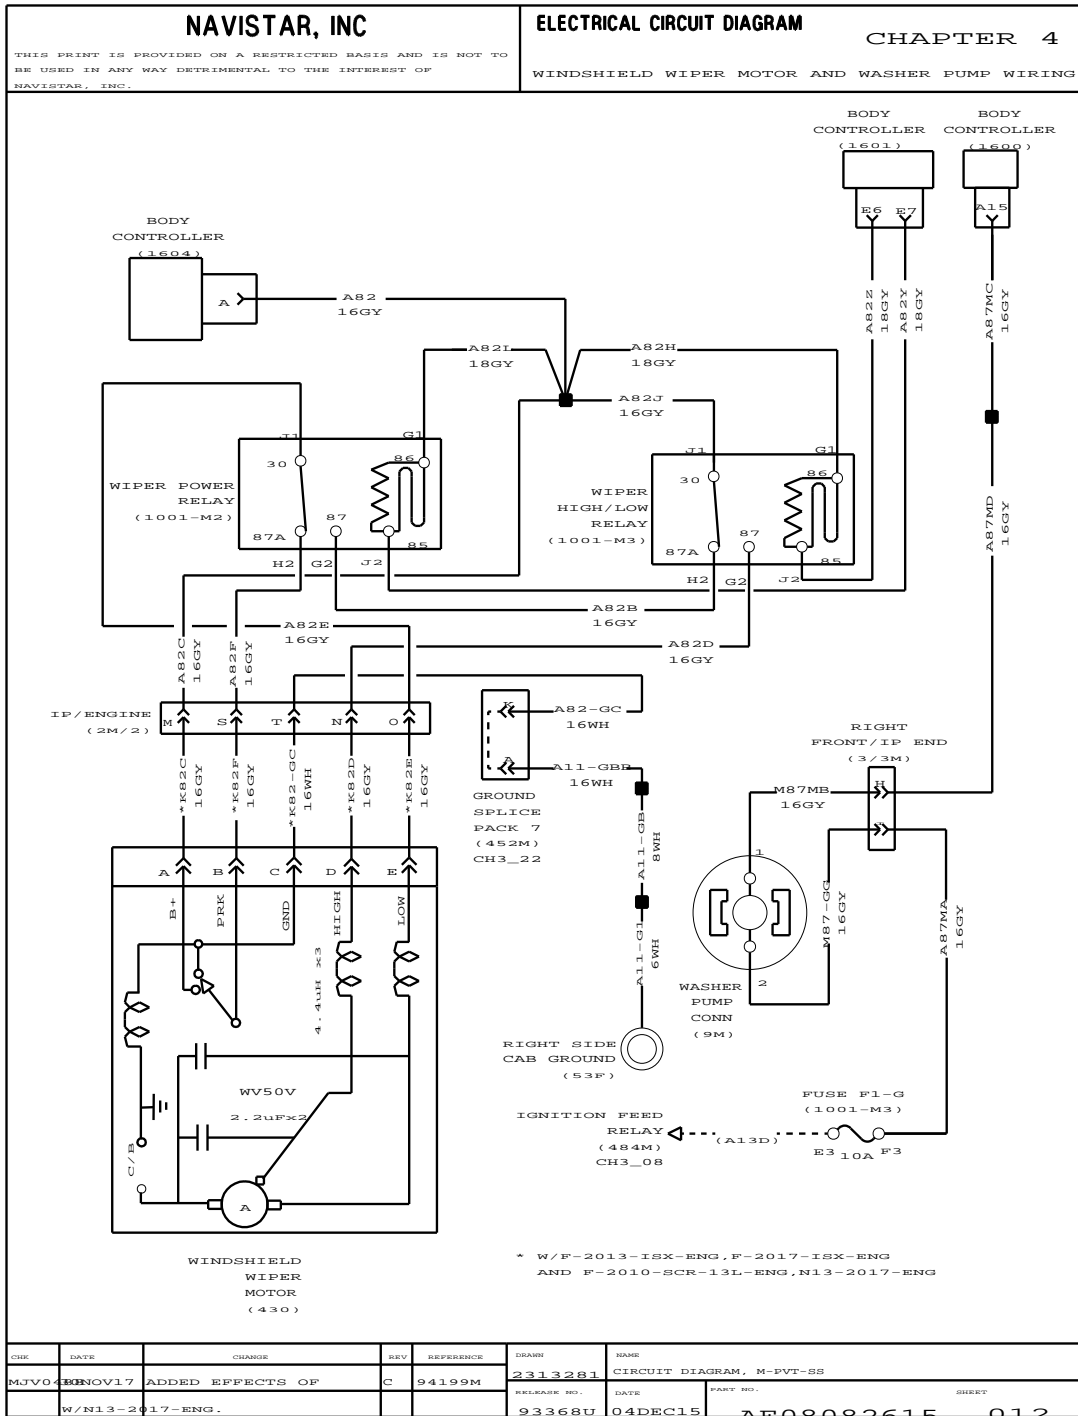 NAVISTAR, INC
THIS PRINT IS PROVIDED ON A RESTRICTED BASIS AND IS NOT TO
BE USED IN ANY WAY DETRIMENTAL TO THE INTEREST OF
NAVISTAR, INC.
ELECTRICAL CIRCUIT DIAGRAM
CHAPTER 4
WINDSHIELD WIPER MOTOR AND WASHER PUMP WIRING
BODY
CONTROLLER
(1601)
BODY
CONTROLLER
(1600)
E6
E7
A15
BODY
CONTROLLER
(1604)
A
A82
16GY
A82Z
18GY
A82Y
18GY
A87MC
16GY
A82L
18GY
A82H
18GY
A82J
16GY
J1
G1
30
86
WIPER POWER
RELAY
(1001-M2)
87
87A
85
H2
G2
J2
J1
G1
30
86
WIPER
HIGH/LOW
RELAY
(1001-M3)
87
87A
85
H2
G2
J2
A87MD
16GY
A82B
16GY
A82E
16GY
A82D
16GY
A82C
16GY
A82F
16GY
IP/ENGINE
(2M/2)
M
S
T
N
O
K
A82-GC
16WH
A
A11-GBB
16WH
GROUND
SPLICE
PACK 7
(452M)
CH3_22
RIGHT
FRONT/IP END
(3/3M)
H
M87MB
16GY
*K82C
16GY
*K82F
16GY
*K82-GC
16WH
*K82D
16GY
*K82E
16GY
A11-GB
8WH
A11-G1
6WH
A
B
C
D
E
B+
PRK
GND
HIGH
LOW
4.4uH x3
1
2
M87-GG
16GY
A87MA
16GY
WASHER
PUMP
CONN
(9M)
RIGHT SIDE
CAB GROUND
(53F)
WV50V
2.2uFx2
C/B
A
IGNITION FEED
RELAY
(484M)
CH3_08
(A13D)
FUSE F1-G
(1001-M3)
E3
10A
F3
WINDSHIELD
WIPER
MOTOR
(430)
* W/F-2013-ISX-ENG,F-2017-ISX-ENG
AND F-2010-SCR-13L-ENG,N13-2017-ENG
CHK DATE CHANGE REV REFERENCE
NOV17 ADDED EFFECTS OF C 94199M
W/N13-2017-ENG.
DRAWN
2313281
NAME
CIRCUIT DIAGRAM, M-PVT-SS
RELEASE NO.
93368U
DATE
04DEC15
PART NO.
AF08082615
SHEET
012